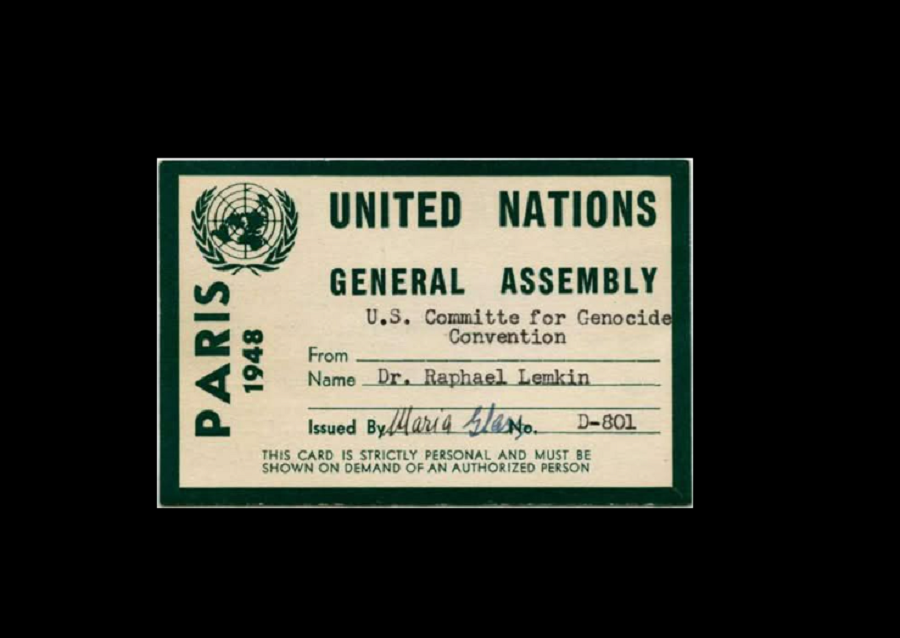 UNITED NATIONS
GENERAL ASSEMBLY
PARIS
1948
U.S. Committe for Genocide
Convention
From
Name Dr. Raphael Lemkin
Issued By Maria No. D-801
THIS CARD IS STRICTLY PERSONAL AND MUST BE
SHOWN ON DEMAND OF AN AUTHORIZED PERSON